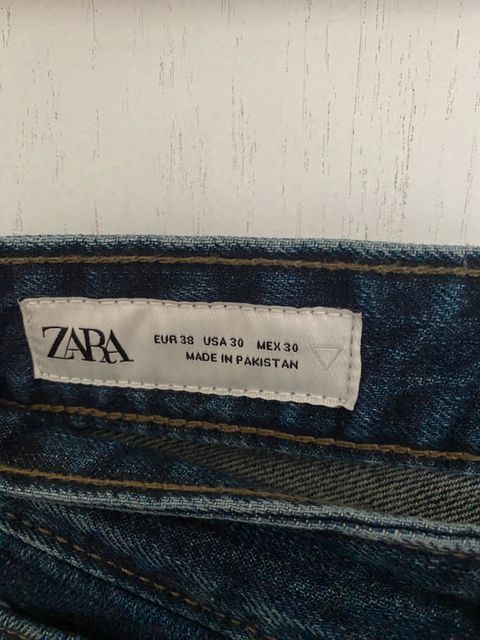 ZARA
EUR 38 USA 30 MEX 30
MADE IN PAKISTAN